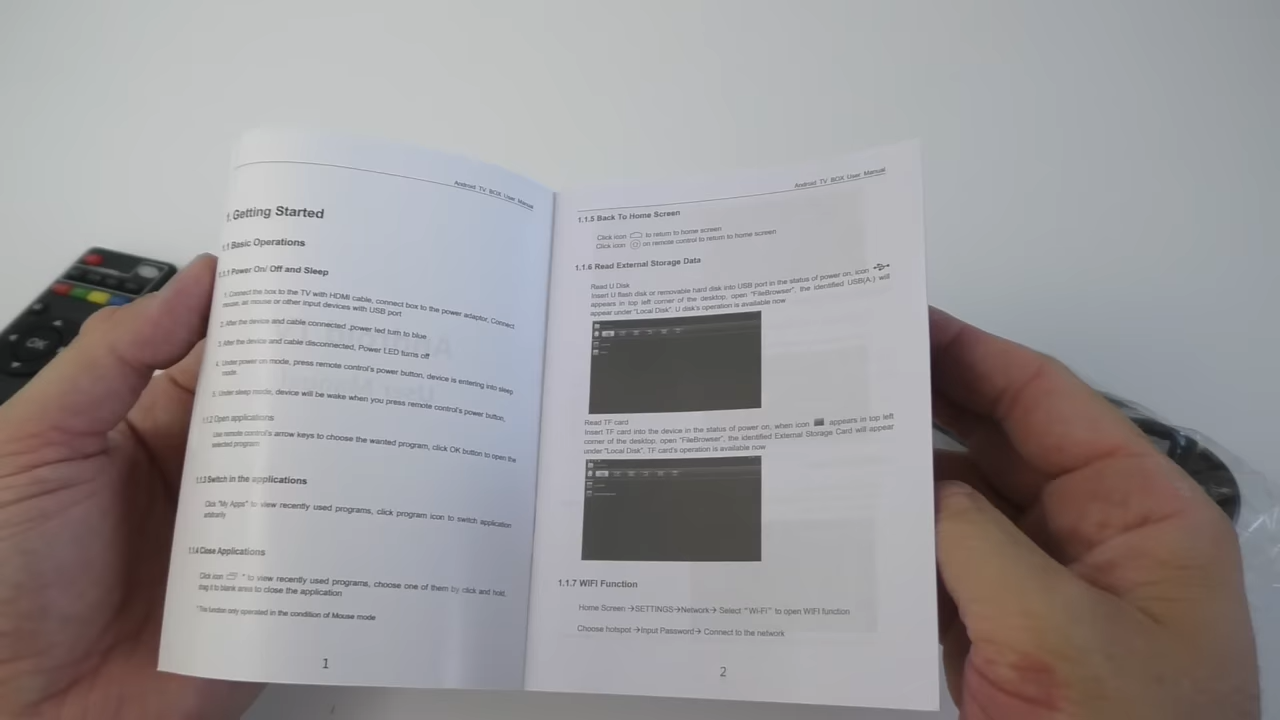 Android TV BOX User Manual
1. Getting Started
1.1 Basic Operations
1.1.1 Power On/ Off and Sleep
1. Connect the box to the TV with HDMI cable, connect box to the power adaptor, Connect
mouse, air mouse or other input devices with USB port
2. After the device and cable connected ,power led turn to blue
3. After the device and cable disconnected, Power LED turns off
4. Under power on mode, press remote control's power button, device is entering into sleep
mode.
5. Under sleep mode, device will be wake when you press remote control's power button,
1.1.2 Open applications
Use remote control's arrow keys to choose the wanted program, click OK button to open the
selected program
1.1.3 Switch in the applications
Click "My Apps" to view recently used programs, click program icon to switch application
arbitrarily
1.1.4 Close Applications
Click icon * to view recently used programs, choose one of them by click and hold,
drag it to blank area to close the application
*The function only operated in the condition of Mouse mode
1
Android TV BOX User Manual
1.1.5 Back To Home Screen
Click icon to return to home screen
Click icon on remote control to return to home screen
1.1.6 Read External Storage Data
Read U Disk
Insert U flash disk or removable hard disk into USB port in the status of power on, icon
appears in top left corner of the desktop, open "FileBrowser", the identified USB(A:) will
appear under "Local Disk". U disk's operation is available now
Read TF card
Insert TF card into the device in the status of power on, when icon appears in top left
corner of the desktop, open "FileBrowser", the identified External Storage Card will appear
under "Local Disk". TF card's operation is available now
1.1.7 WIFI Function
Home Screen →SETTINGS→Network→ Select "Wi-Fi" to open WIFI function
Choose hotspot →Input Password→ Connect to the network
2
OK